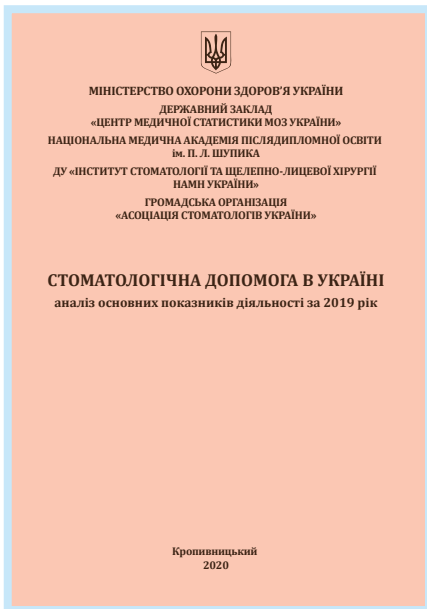 МІНІСТЕРСТВО ОХОРОНИ ЗДОРОВ'Я УКРАЇНИ
ДЕРЖАВНИЙ ЗАКЛАД
«ЦЕНТР МЕДИЧНОЇ СТАТИСТИКИ МОЗ УКРАЇНИ»
НАЦІОНАЛЬНА МЕДИЧНА АКАДЕМІЯ ПІСЛЯДИПЛОМНОЇ ОСВІТИ
ім. П. Л. ШУПИКА
ДУ «ІНСТИТУТ СТОМАТОЛОГІЇ ТА ЩЕЛЕПНО-ЛИЦЕВОЇ ХІРУРГІЇ
НАМН УКРАЇНИ»
ГРОМАДСЬКА ОРГАНІЗАЦІЯ
«АСОЦІАЦІЯ СТОМАТОЛОГІВ УКРАЇНИ»
СТОМАТОЛОГІЧНА ДОПОМОГА В УКРАЇНІ
аналіз основних показників діяльності за 2019 рік
Кропивницький
2020